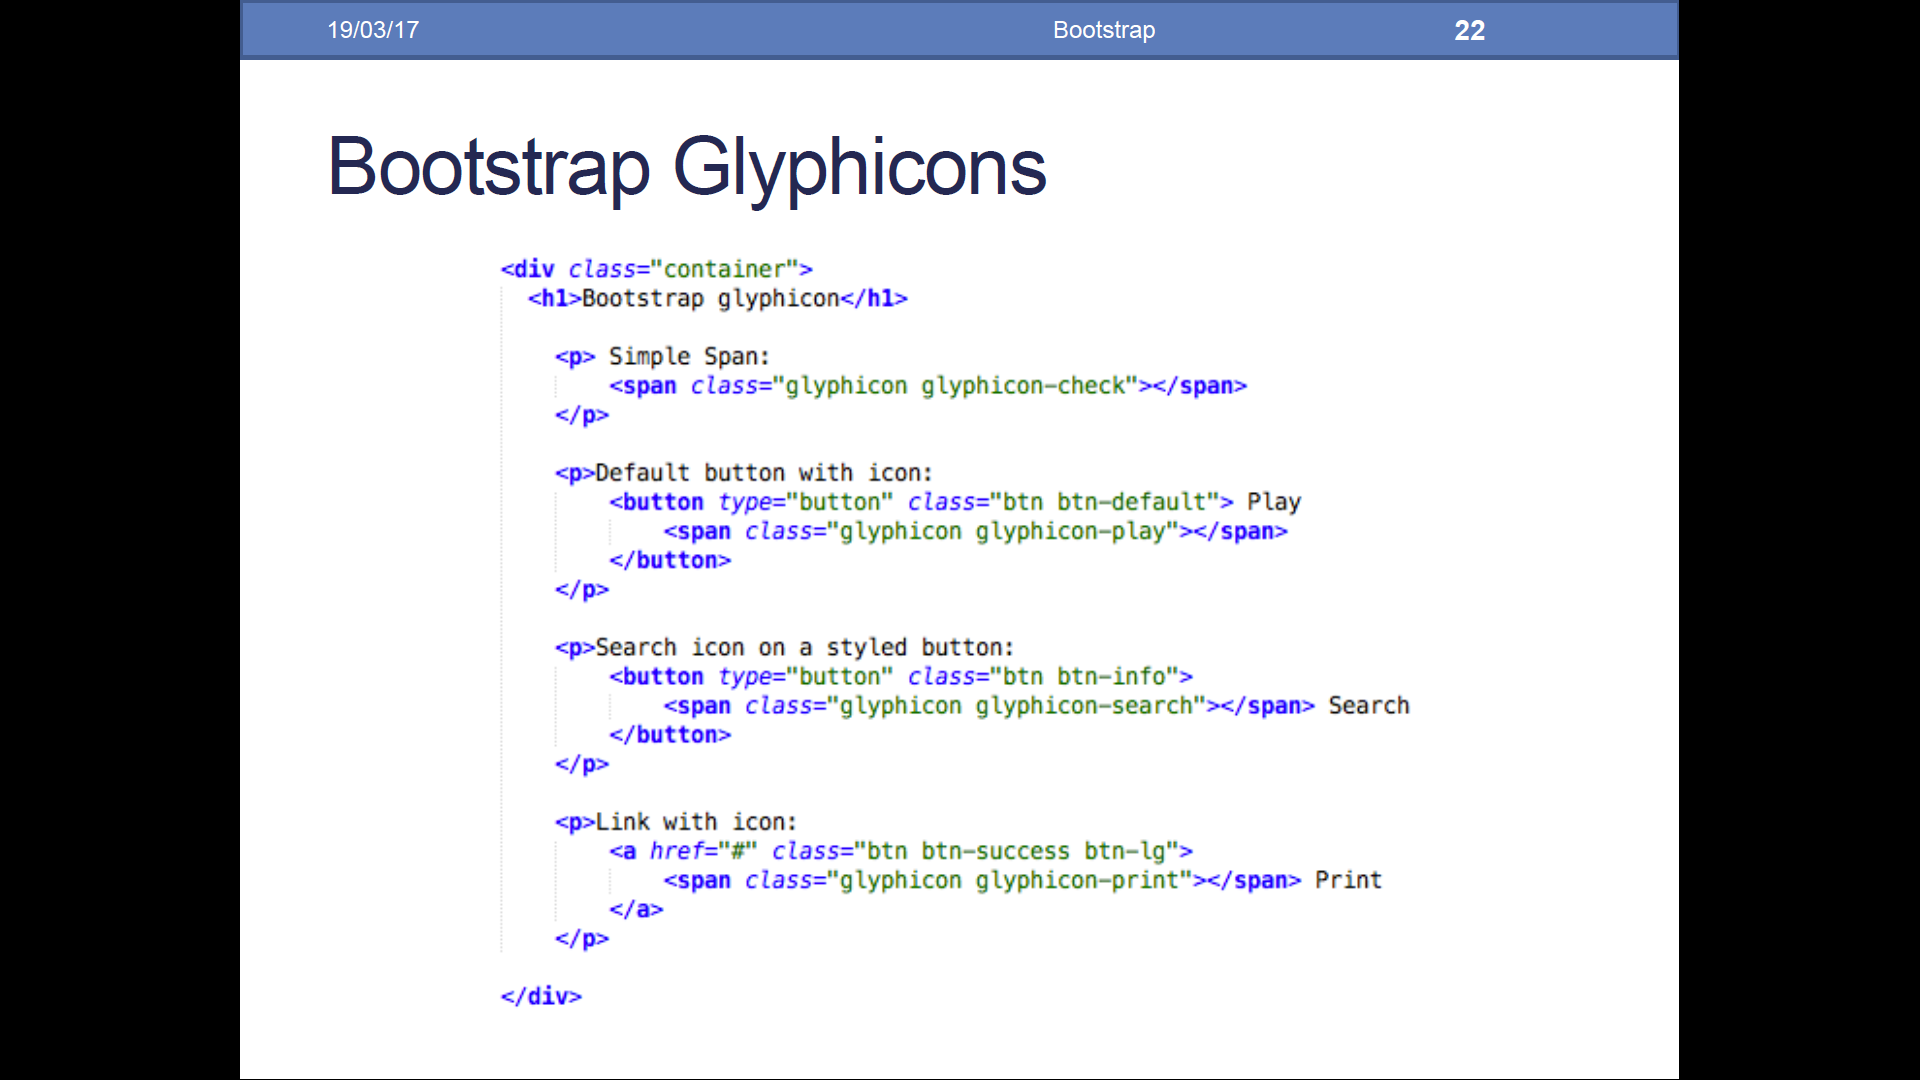 19/03/17 Bootstrap 22
Bootstrap Glyphicons
<div class="container">
<h1>Bootstrap glyphicon</h1>
<p> Simple Span:
<span class="glyphicon glyphicon-check"></span>
</p>
<p>Default button with icon:
<button type="button" class="btn btn-default"> Play
<span class="glyphicon glyphicon-play"></span>
</button>
</p>
<p>Search icon on a styled button:
<button type="button" class="btn btn-info">
<span class="glyphicon glyphicon-search"></span> Search
</button>
</p>
<p>Link with icon:
<a href="#" class="btn btn-success btn-lg">
<span class="glyphicon glyphicon-print"></span> Print
</a>
</p>
</div>